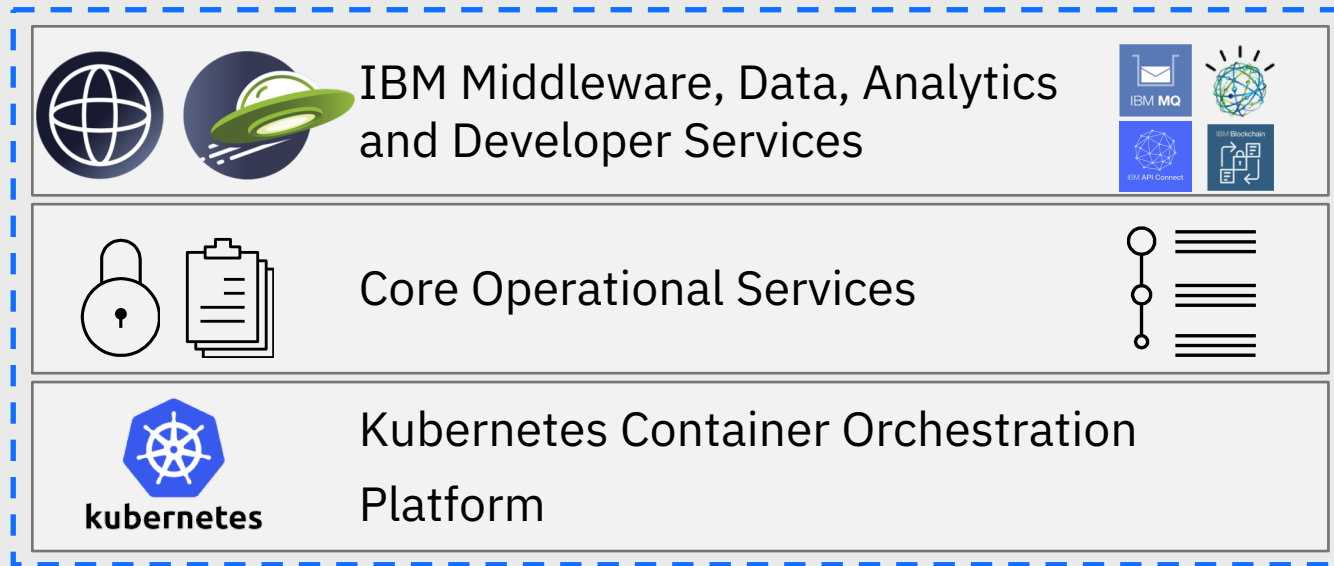 IBM Middleware, Data, Analytics
and Developer Services
IBM MQ
IBM API Connect
IBM Blockchain
Core Operational Services
kubernetes
Kubernetes Container Orchestration
Platform